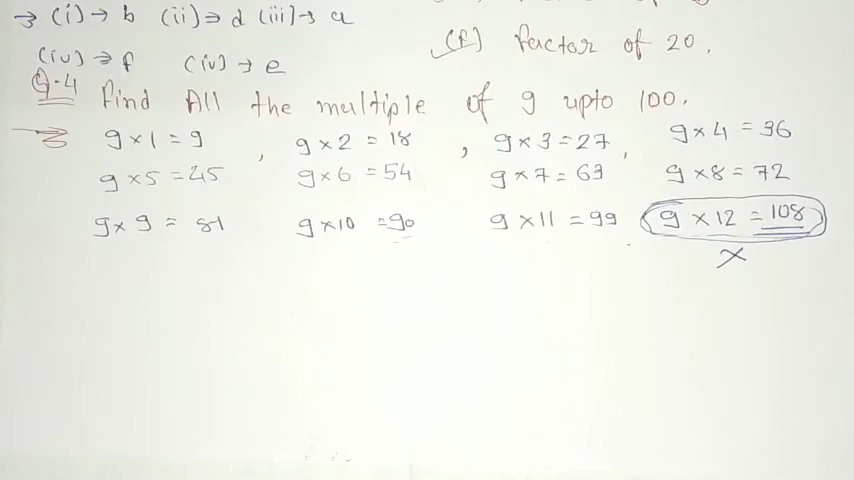 → (i) → b (ii) → d (iii) → a
(f) factor of 20.
(iv) → f (iv) → e
Q-4 Find All the multiple of 9 upto 100.
→ 9 × 1 = 9, 9 × 2 = 18, 9 × 3 = 27, 9 × 4 = 36
9 × 5 = 45 9 × 6 = 54 9 × 7 = 63 9 × 8 = 72
9 × 9 = 81 9 × 10 = 90 9 × 11 = 99 9 × 12 = 108
×